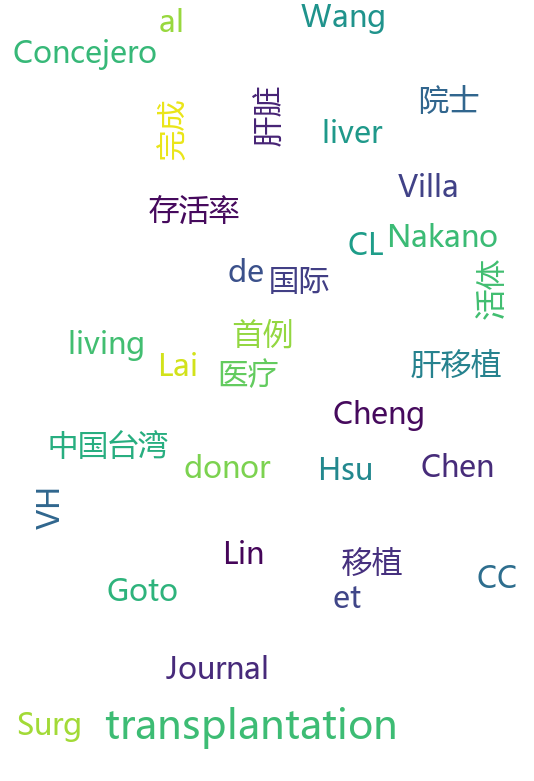 al
Wang
Concejero
完成
肝脏
院士
liver
Villa
存活率
Nakano
CL
de
国际
活体
living
首例
Lai
医疗
肝移植
Cheng
中国台湾
donor
Hsu
Chen
VH
Lin
移植
CC
Goto
et
Journal
Surg
transplantation